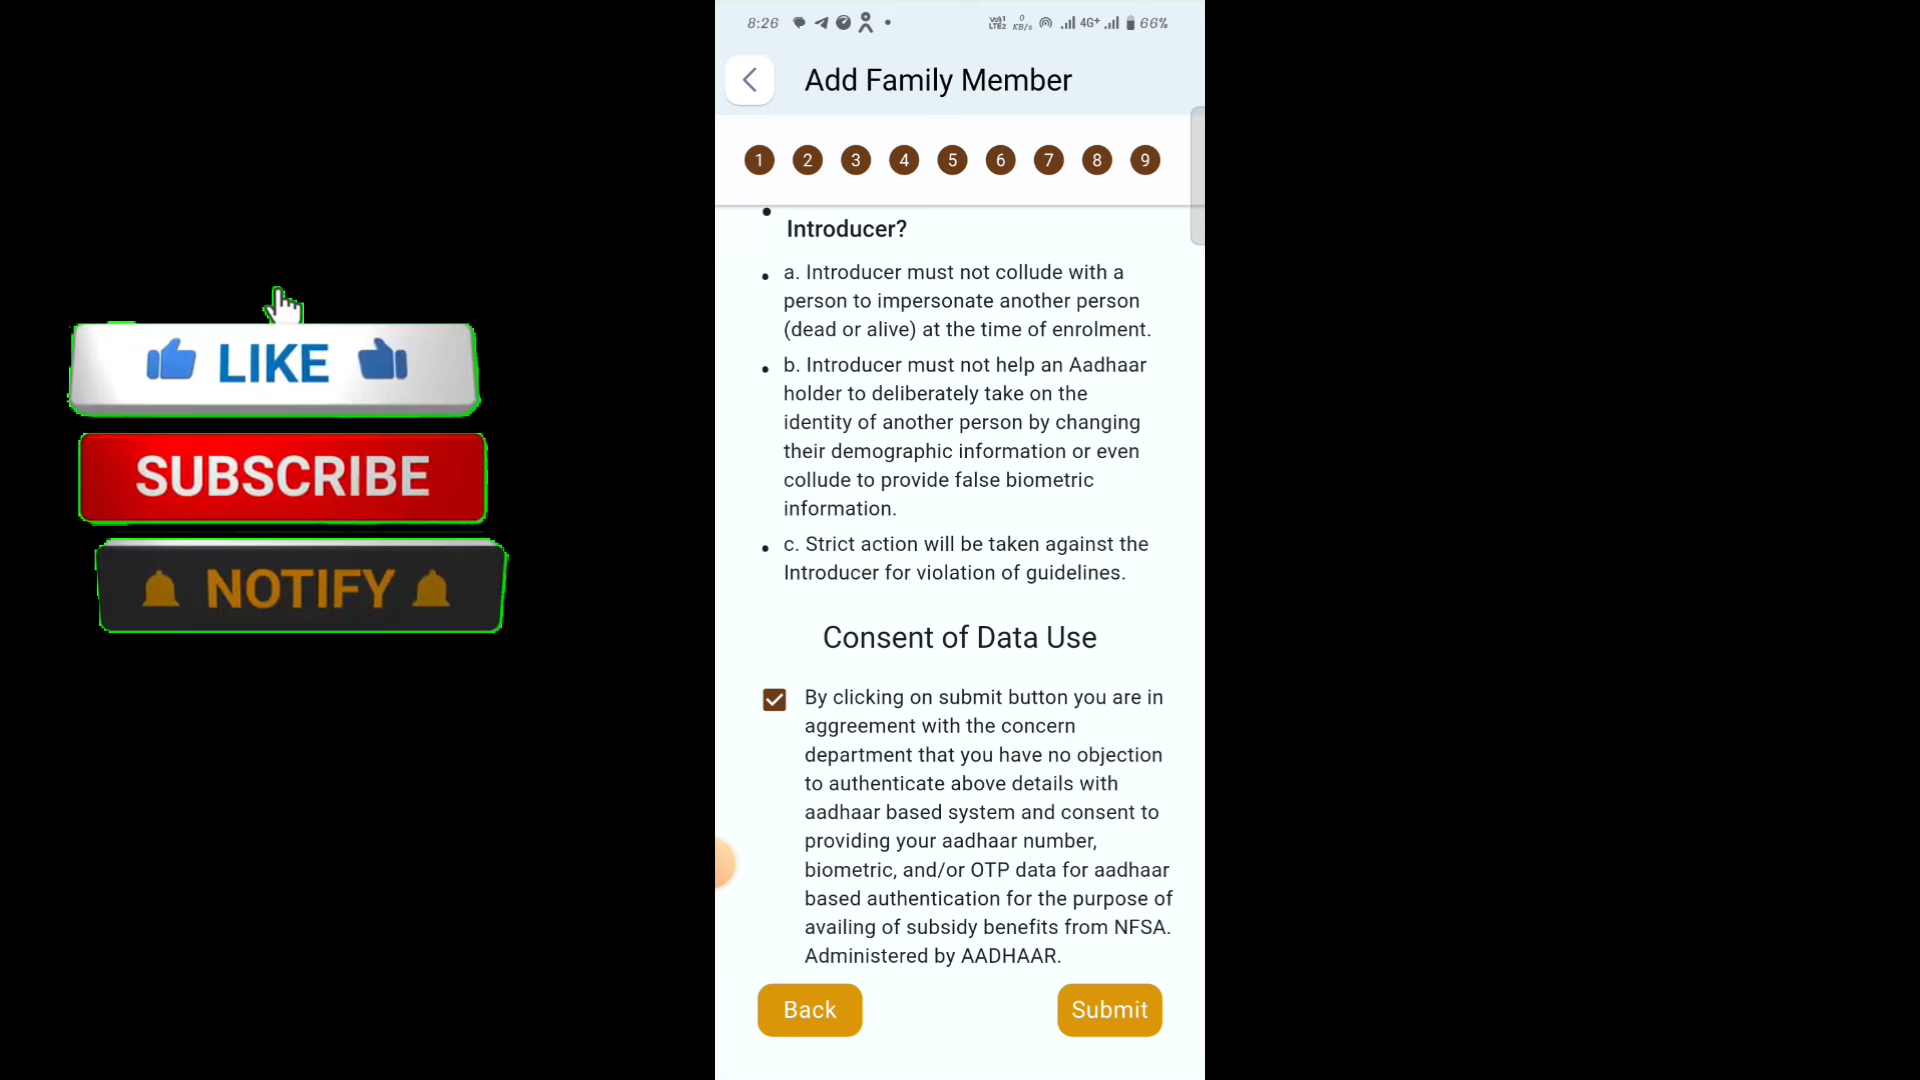 8:26
VoI1 LTE2 0 KB/s 4G+ 66%
Add Family Member
1 2 3 4 5 6 7 8 9
Introducer?
• a. Introducer must not collude with a
person to impersonate another person
(dead or alive) at the time of enrolment.
• b. Introducer must not help an Aadhaar
holder to deliberately take on the
identity of another person by changing
their demographic information or even
collude to provide false biometric
information.
• c. Strict action will be taken against the
Introducer for violation of guidelines.
Consent of Data Use
By clicking on submit button you are in
aggreement with the concern
department that you have no objection
to authenticate above details with
aadhaar based system and consent to
providing your aadhaar number,
biometric, and/or OTP data for aadhaar
based authentication for the purpose of
availing of subsidy benefits from NFSA.
Administered by AADHAAR.
Back
Submit
LIKE
SUBSCRIBE
NOTIFY